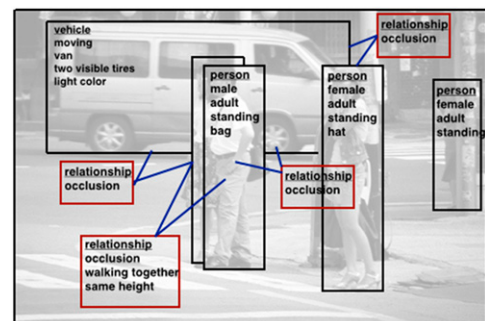 vehicle
moving
van
two visible tires
light color
relationship
occlusion
person
male
adult
standing
bag
person
female
adult
standing
hat
person
female
adult
standing
relationship
occlusion
relationship
occlusion
relationship
occlusion
walking together
same height